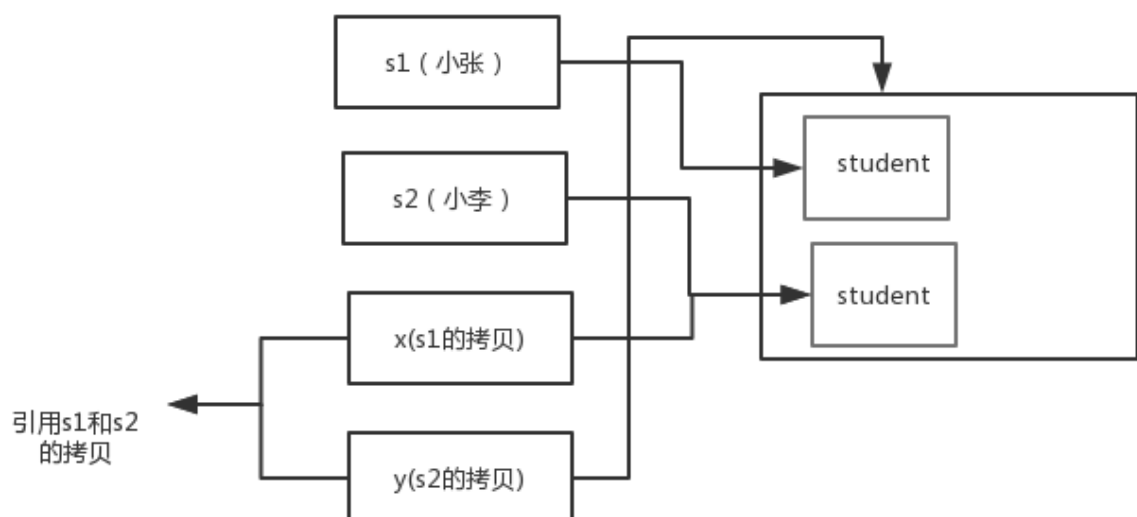 s1（小张）
student
s2（小李）
student
x(s1的拷贝)
引用s1和s2
的拷贝
y(s2的拷贝)